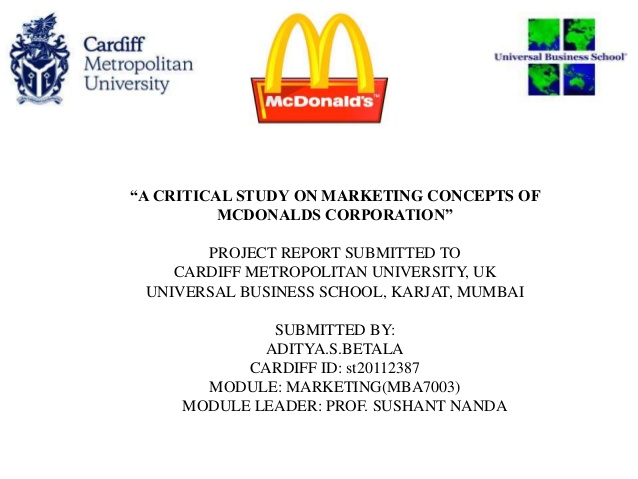 Cardiff
Metropolitan
University
McDonald's™
Universal Business School
“A CRITICAL STUDY ON MARKETING CONCEPTS OF
MCDONALDS CORPORATION”
PROJECT REPORT SUBMITTED TO
CARDIFF METROPOLITAN UNIVERSITY, UK
UNIVERSAL BUSINESS SCHOOL, KARJAT, MUMBAI
SUBMITTED BY:
ADITYA.S.BETALA
CARDIFF ID: st20112387
MODULE: MARKETING(MBA7003)
MODULE LEADER: PROF. SUSHANT NANDA